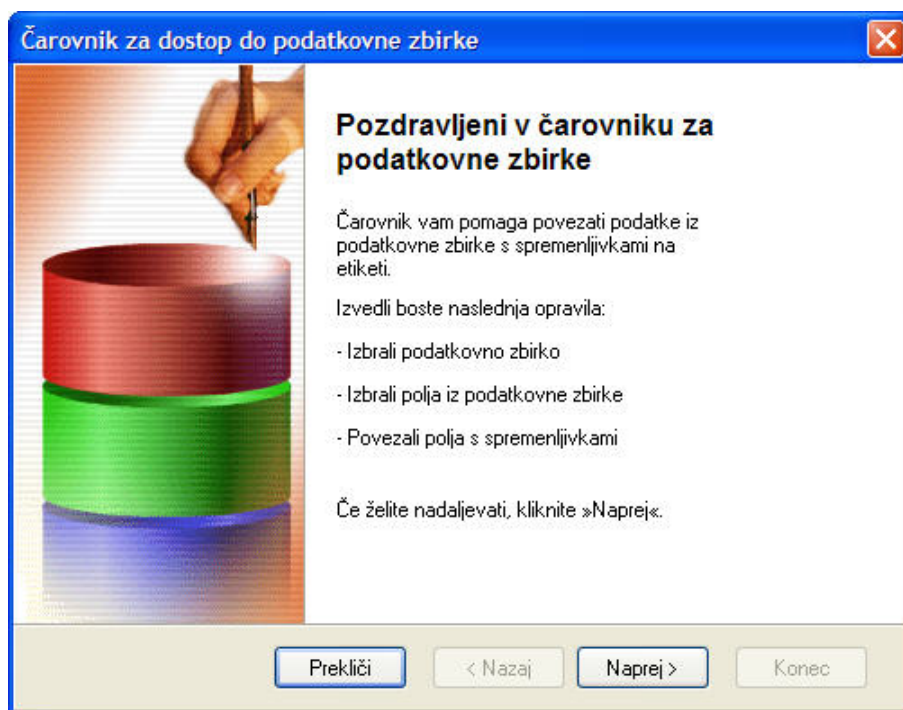 Čarovnik za dostop do podatkovne zbirke
Pozdravljeni v čarovniku za
podatkovne zbirke
Čarovnik vam pomaga povezati podatke iz
podatkovne zbirke s spremenljivkami na
etiketi.
Izvedli boste naslednja opravila:
- Izbrali podatkovno zbirko
- Izbrali polja iz podatkovne zbirke
- Povezali polja s spremenljivkami
Če želite nadaljevati, kliknite »Naprej«.
Prekliči < Nazaj Naprej > Konec